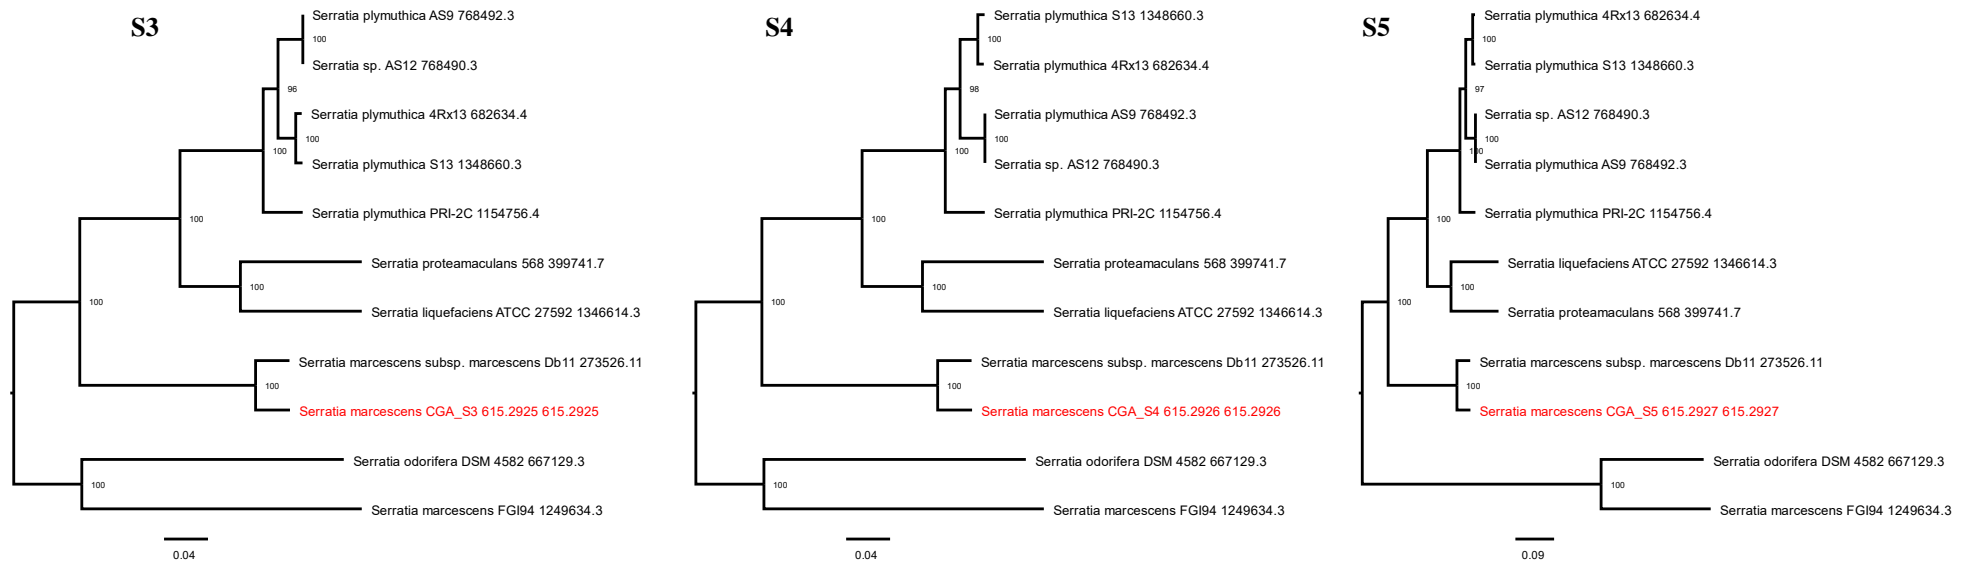 S3
Serratia plymuthica AS9 768492.3
100
Serratia sp. AS12 768490.3
96
Serratia plymuthica 4Rx13 682634.4
100
100
Serratia plymuthica S13 1348660.3
Serratia plymuthica PRI-2C 1154756.4
100
Serratia proteamaculans 568 399741.7
100
100
Serratia liquefaciens ATCC 27592 1346614.3
Serratia marcescens subsp. marcescens Db11 273526.11
100
Serratia marcescens CGA_S3 615.2925 615.2925
Serratia odorifera DSM 4582 667129.3
100
Serratia marcescens FGI94 1249634.3
0.04
S4
Serratia plymuthica S13 1348660.3
100
Serratia plymuthica 4Rx13 682634.4
98
Serratia plymuthica AS9 768492.3
100
100
Serratia sp. AS12 768490.3
Serratia plymuthica PRI-2C 1154756.4
100
Serratia proteamaculans 568 399741.7
100
100
Serratia liquefaciens ATCC 27592 1346614.3
Serratia marcescens subsp. marcescens Db11 273526.11
100
Serratia marcescens CGA_S4 615.2926 615.2926
Serratia odorifera DSM 4582 667129.3
100
Serratia marcescens FGI94 1249634.3
0.04
S5
Serratia plymuthica 4Rx13 682634.4
100
Serratia plymuthica S13 1348660.3
97
Serratia sp. AS12 768490.3
100
100
Serratia plymuthica AS9 768492.3
Serratia plymuthica PRI-2C 1154756.4
100
Serratia liquefaciens ATCC 27592 1346614.3
100
100
Serratia proteamaculans 568 399741.7
Serratia marcescens subsp. marcescens Db11 273526.11
100
Serratia marcescens CGA_S5 615.2927 615.2927
Serratia odorifera DSM 4582 667129.3
100
Serratia marcescens FGI94 1249634.3
0.09